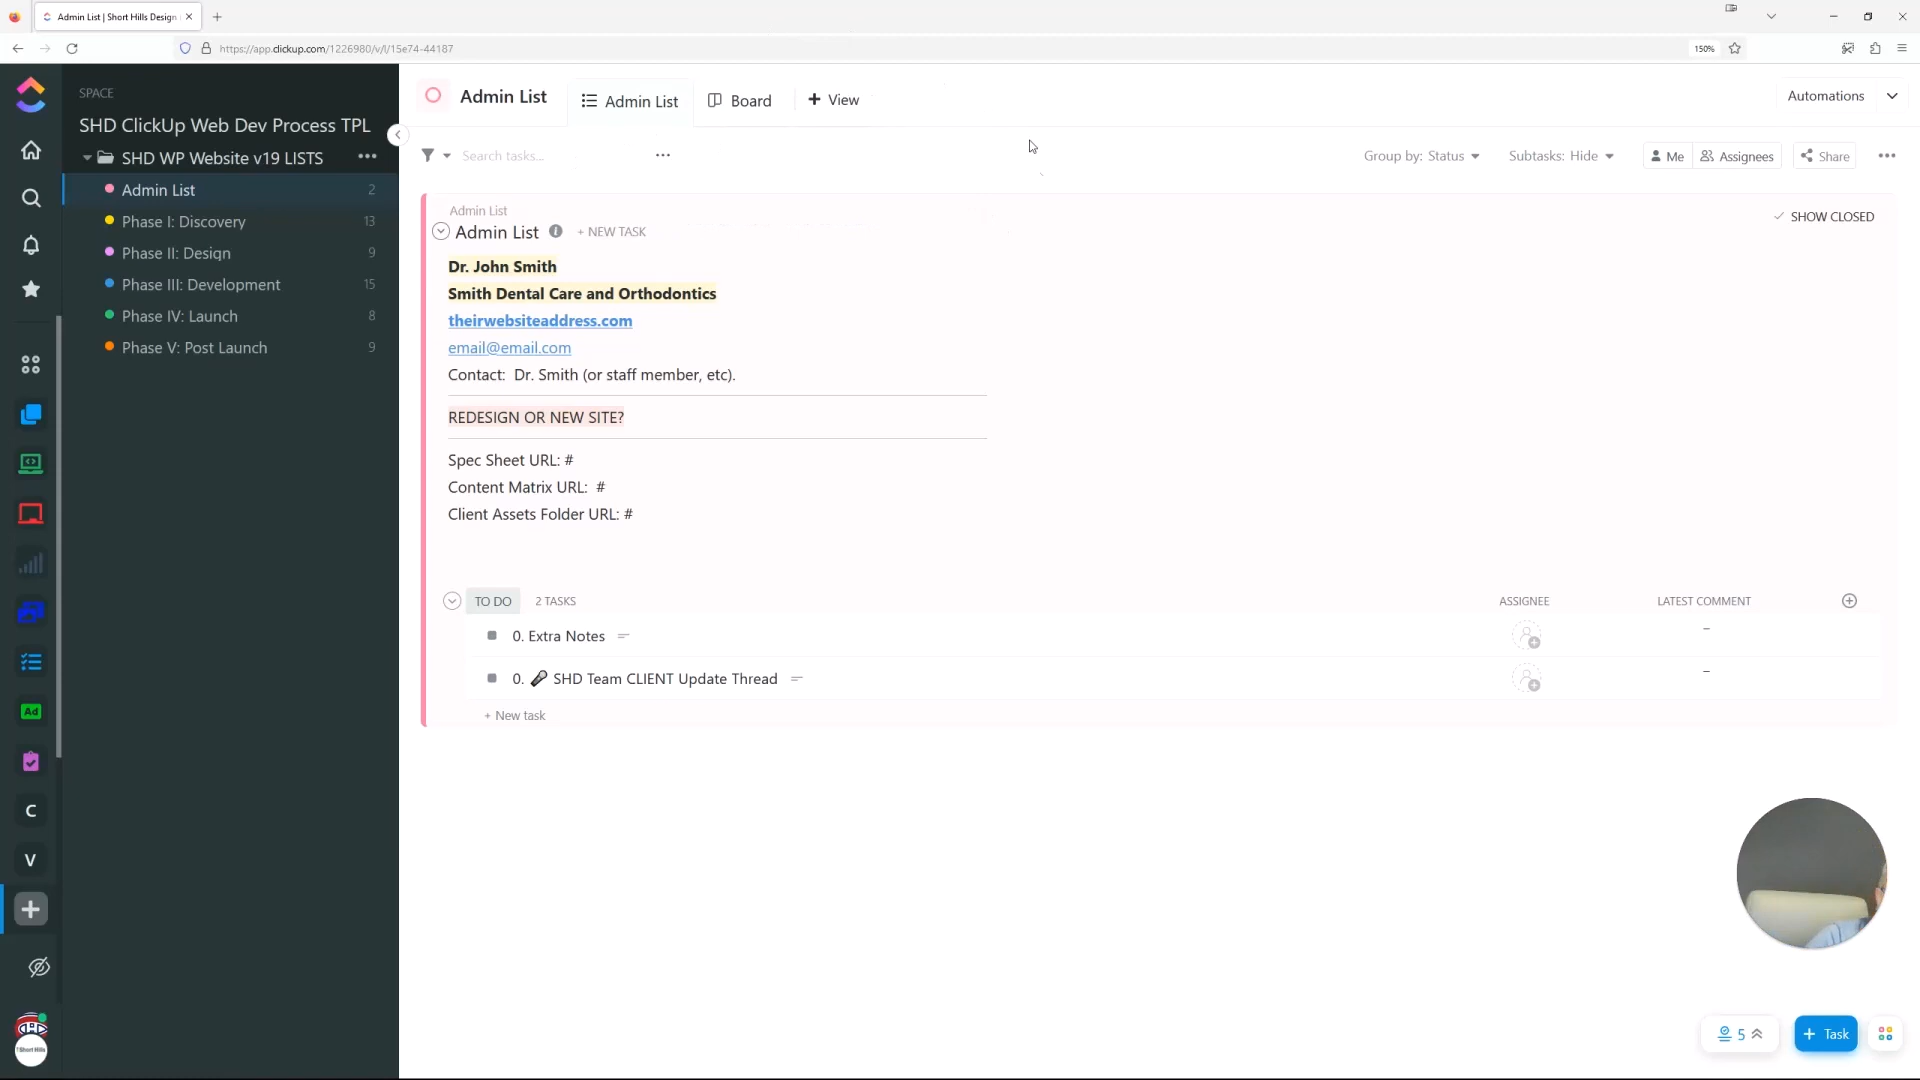 Admin List | Short Hills Design
https://app.clickup.com/1226980/v/l/15e74-44187
150%
SPACE
SHD ClickUp Web Dev Process TPL
SHD WP Website v19 LISTS
Admin List 2
Phase I: Discovery 13
Phase II: Design 9
Phase III: Development 15
Phase IV: Launch 8
Phase V: Post Launch 9
Ad
C
V
Admin List
Admin List
Board
+ View
Automations
Search tasks...
Group by: Status
Subtasks: Hide
Me
Assignees
Share
Admin List
Admin List
+ NEW TASK
SHOW CLOSED
Dr. John Smith
Smith Dental Care and Orthodontics
theirwebsiteaddress.com
email@email.com
Contact: Dr. Smith (or staff member, etc).
REDESIGN OR NEW SITE?
Spec Sheet URL: #
Content Matrix URL: #
Client Assets Folder URL: #
TO DO
2 TASKS
ASSIGNEE
LATEST COMMENT
0. Extra Notes
–
0. 🎤 SHD Team CLIENT Update Thread
–
+ New task
5
+ Task